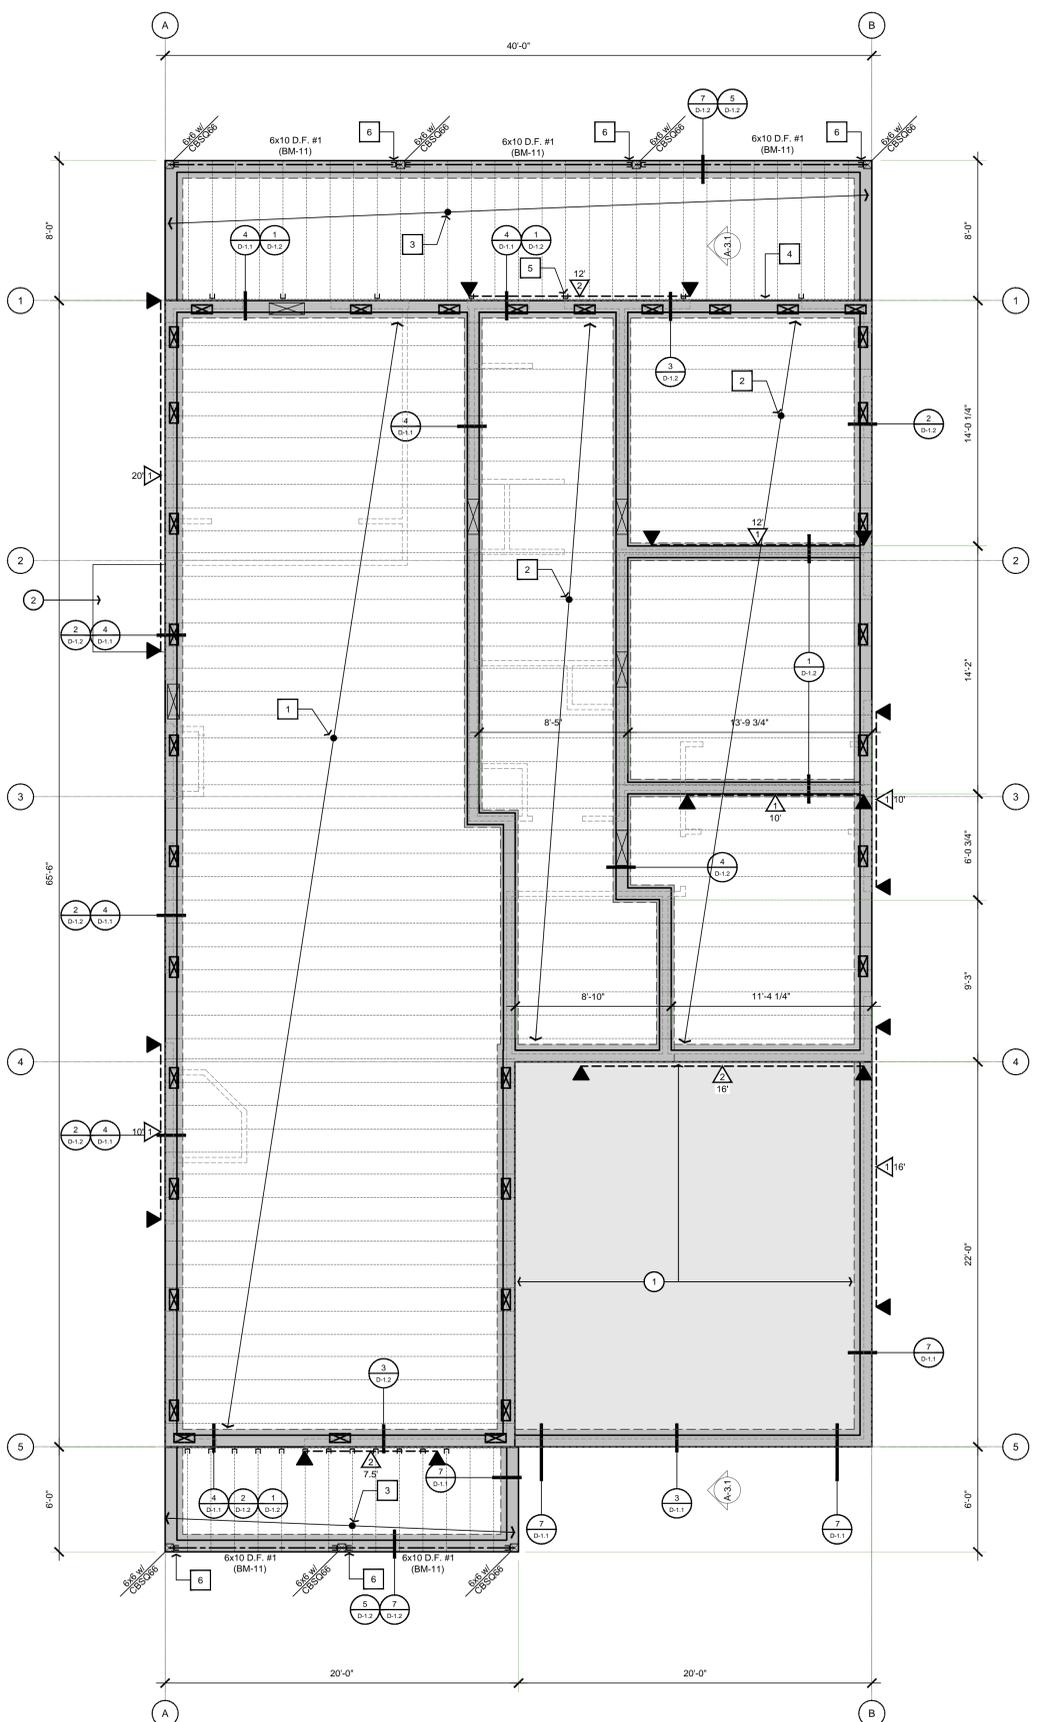 A
B
40'-0"
7
D-1.2
5
D-1.2
6x6 w/
CBSQ66
6x10 D.F. #1
(BM-11)
6
6x6 w/
CBSQ66
6x10 D.F. #1
(BM-11)
6
6x6 w/
CBSQ66
6x10 D.F. #1
(BM-11)
6
6x6 w/
CBSQ66
8'-0"
8'-0"
4
D-1.1
1
D-1.2
3
4
D-1.1
1
D-1.2
A-3.1
4
5
12'
2
1
1
3
D-1.2
2
4
D-1.1
2
D-1.2
14'-0 1/4"
20'
1
12'
1
2
2
2
2
2
D-1.2
4
D-1.1
1
D-1.2
14'-2"
1
8'-5"
13'-9 3/4"
3
3
1
10'
1
10'
65'-6"
4
D-1.2
6'-0 3/4"
2
D-1.2
4
D-1.1
9'-3"
8'-10"
11'-4 1/4"
4
4
2
16'
2
D-1.2
4
D-1.1
10'
1
1
16'
1
22'-0"
7
D-1.1
3
D-1.2
5
5
2
7.5'
7
D-1.1
3
4
D-1.1
2
D-1.2
1
D-1.2
A-3.1
3
D-1.1
7
D-1.1
7
D-1.1
6'-0"
6'-0"
6x6 w/
CBSQ66
6
6x10 D.F. #1
(BM-11)
6x6 w/
CBSQ66
6
6x10 D.F. #1
(BM-11)
6x6 w/
CBSQ66
5
D-1.2
7
D-1.2
20'-0"
20'-0"
A
B